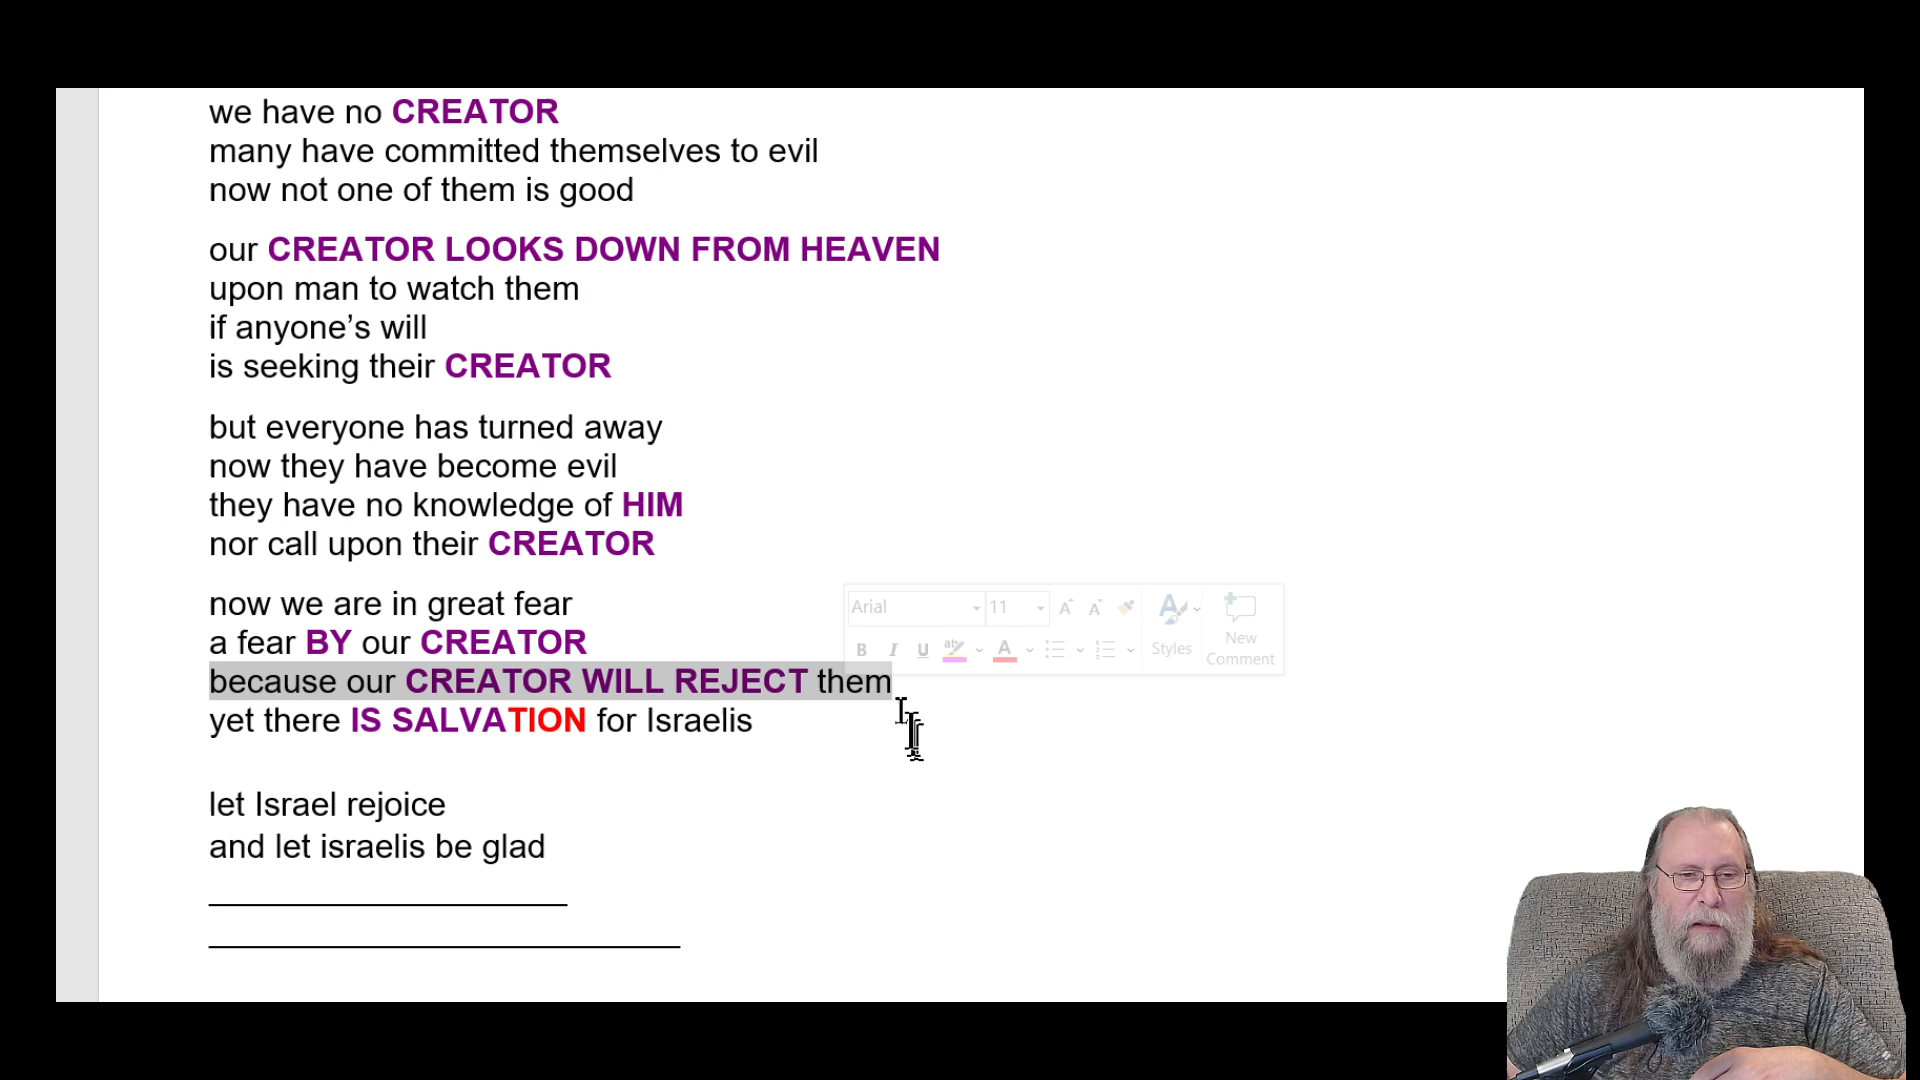 we have no CREATOR
many have committed themselves to evil
now not one of them is good
our CREATOR LOOKS DOWN FROM HEAVEN
upon man to watch them
if anyone’s will
is seeking their CREATOR
but everyone has turned away
now they have become evil
they have no knowledge of HIM
nor call upon their CREATOR
now we are in great fear
a fear BY our CREATOR
because our CREATOR WILL REJECT them
yet there IS SALVATION for Israelis
let Israel rejoice
and let israelis be glad
Arial 11
B I U ab A Styles New Comment